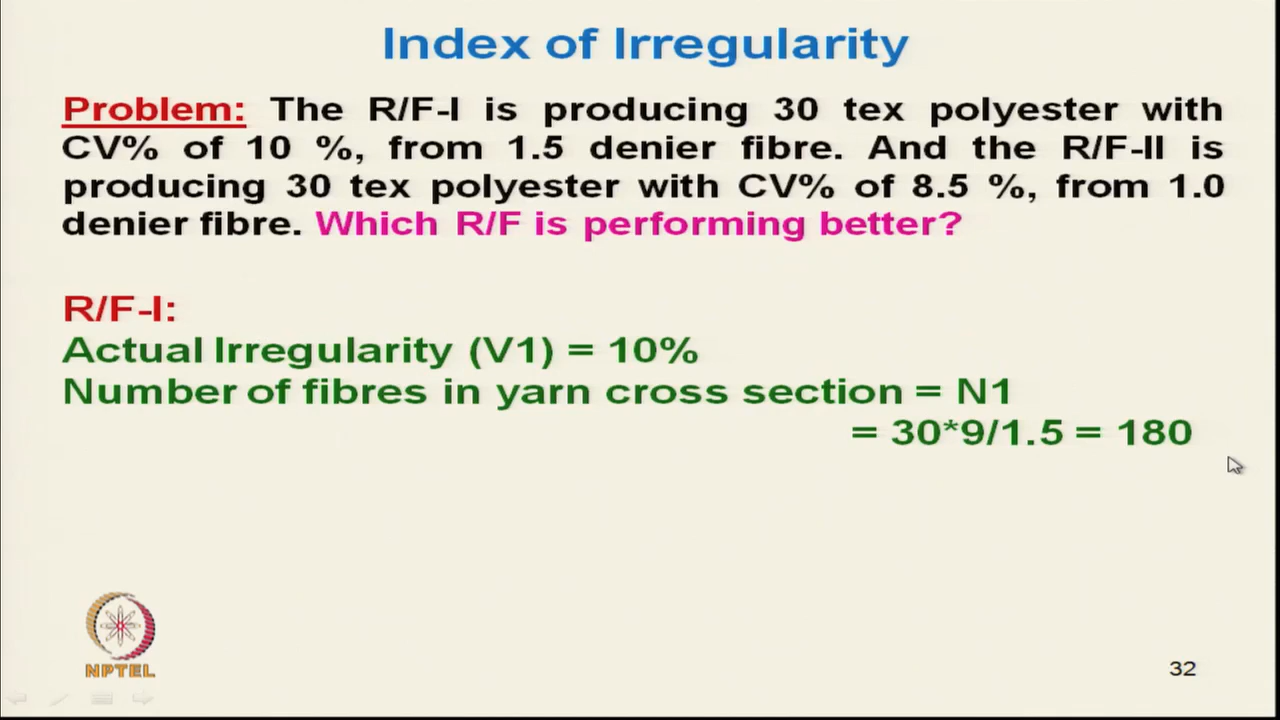 Index of Irregularity
Problem: The R/F-I is producing 30 tex polyester with
CV% of 10 %, from 1.5 denier fibre. And the R/F-II is
producing 30 tex polyester with CV% of 8.5 %, from 1.0
denier fibre. Which R/F is performing better?
R/F-I:
Actual Irregularity (V1) = 10%
Number of fibres in yarn cross section = N1
= 30*9/1.5 = 180
NPTEL
32